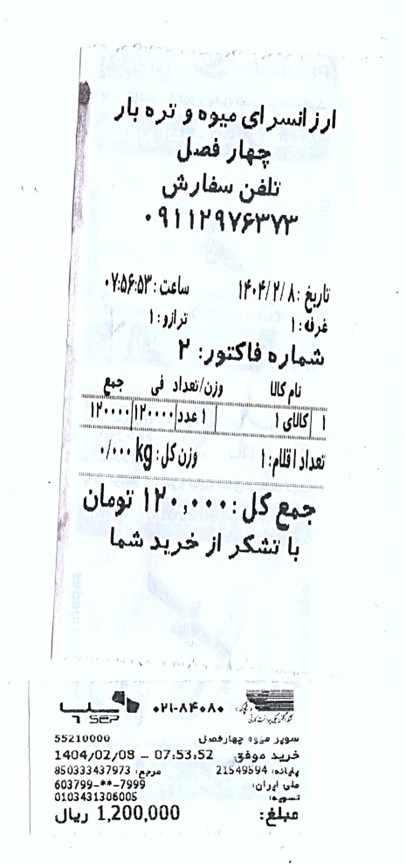 ارزانسرای میوه و تره بار
چهار فصل
تلفن سفارش
۰۹۱۱۲۹۷۶۳۷۳
تاریخ: ۱۴۰۴/۲/۸ ساعت: ۰۷:۵۶:۵۳
غرفه: ۱ ترازو: ۱
شماره فاکتور: ۲
نام کالا وزن/تعداد فی جمع
۱ کالای ۱ ۱ عدد ۱۲۰۰۰۰ ۱۲۰۰۰۰
تعداد اقلام: ۱ وزن کل: ۰/۰۰۰ kg
جمع کل: ۱۲۰,۰۰۰ تومان
با تشکر از خرید شما
۰۲۱-۸۴۰۸۰ سپ
SEP
سوپر میوه چهارفصل 55210000
خرید موفق 07:53:52 – 1404/02/08
پایانه: 21549594 مرجع: 850333437973
ملی ایران: 603799-**-7999
تسویه: 0103431306005
مبلغ: 1,200,000 ریال